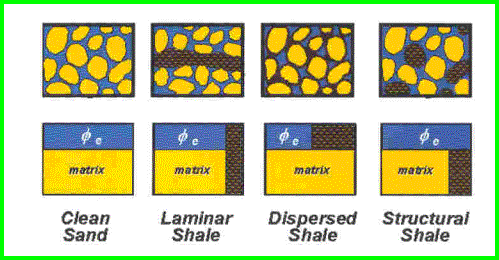 ϕe ϕe ϕe ϕe
matrix matrix matrix matrix
Clean Laminar Dispersed Structural
Sand Shale Shale Shale